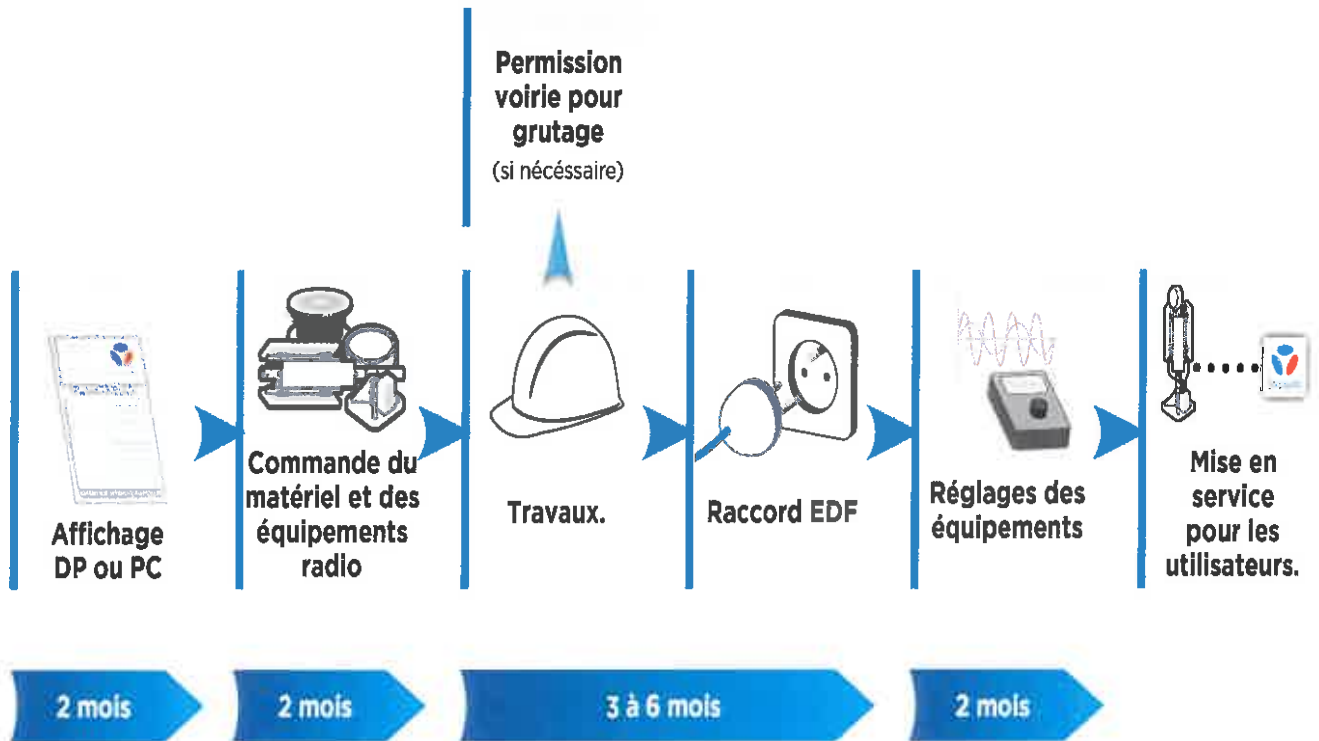 Permission
voirie pour
grutage
(si nécéssaire)
Affichage
DP ou PC
Commande du
matériel et des
équipements
radio
Travaux.
Raccord EDF
Réglages des
équipements
Mise en
service
pour les
utilisateurs.
2 mois
2 mois
3 à 6 mois
2 mois